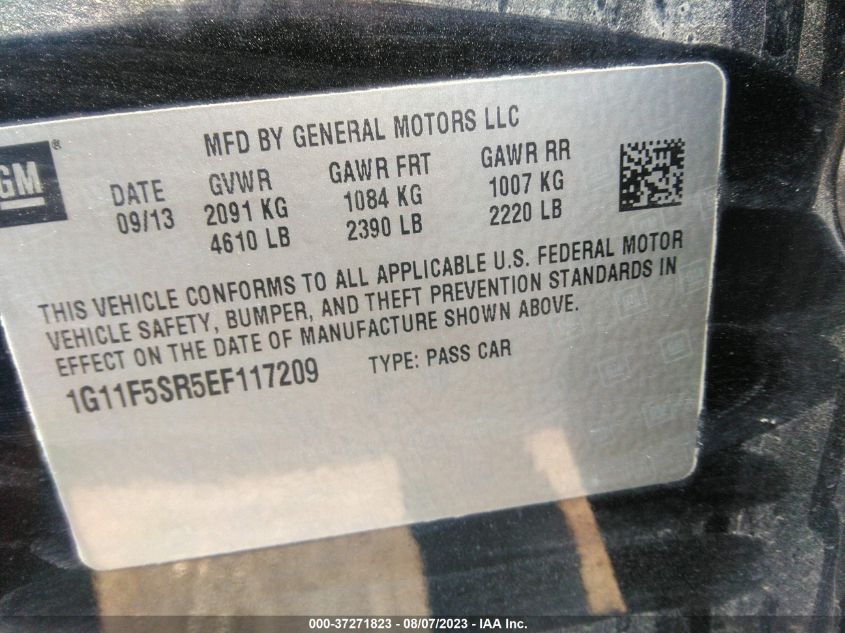 MFD BY GENERAL MOTORS LLC
GM ®
DATE GVWR GAWR FRT GAWR RR
09/13 2091 KG 1084 KG 1007 KG
4610 LB 2390 LB 2220 LB
THIS VEHICLE CONFORMS TO ALL APPLICABLE U.S. FEDERAL MOTOR
VEHICLE SAFETY, BUMPER, AND THEFT PREVENTION STANDARDS IN
EFFECT ON THE DATE OF MANUFACTURE SHOWN ABOVE.
1G11F5SR5EF117209 TYPE: PASS CAR
000-37271823 - 08/07/2023 - IAA Inc.